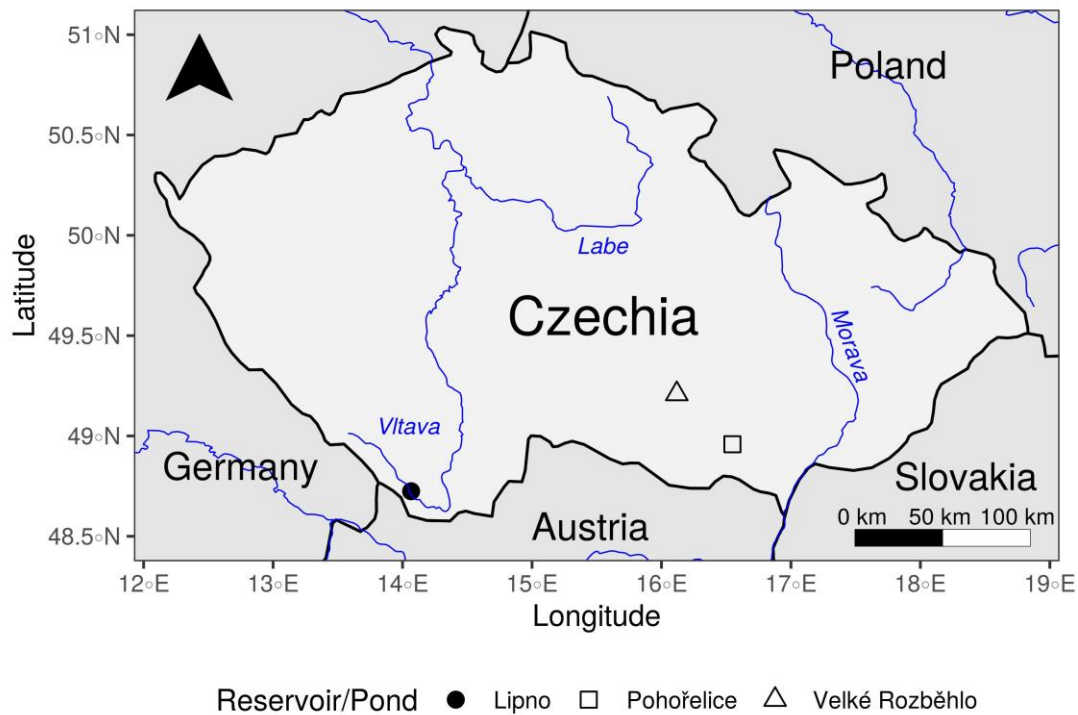 51◦N
50.5◦N
50◦N
49.5◦N
49◦N
48.5◦N
Latitude
Poland
Labe
Czechia
Morava
Vltava
Germany
Slovakia
Austria
0 km 50 km 100 km
12◦E 13◦E 14◦E 15◦E 16◦E 17◦E 18◦E 19◦E
Longitude
Reservoir/Pond Lipno Pohořelice Velké Rozběhlo